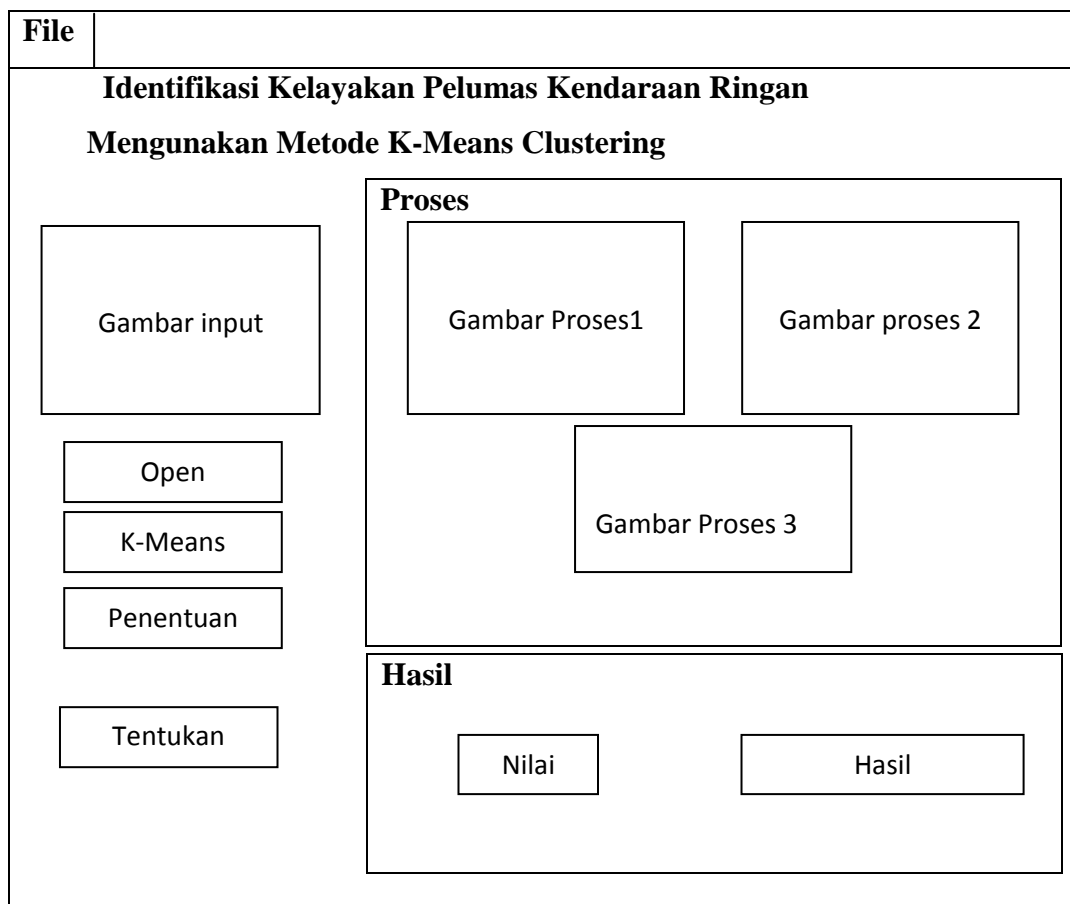 File
Identifikasi Kelayakan Pelumas Kendaraan Ringan
Mengunakan Metode K-Means Clustering
Gambar input
Open
K-Means
Penentuan
Tentukan
Proses
Gambar Proses1
Gambar proses 2
Gambar Proses 3
Hasil
Nilai
Hasil